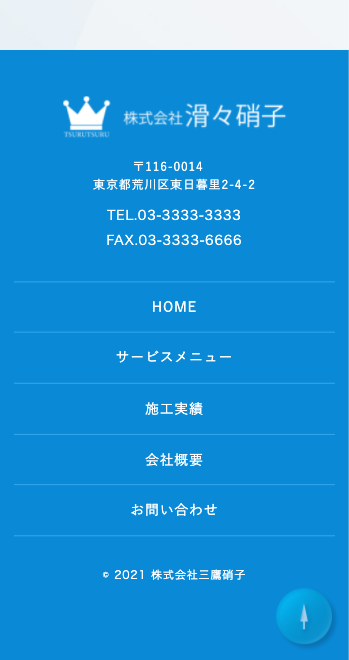 株式会社滑々硝子
TSURUTSURU
〒116-0014
東京都荒川区東日暮里2-4-2
TEL.03-3333-3333
FAX.03-3333-6666
HOME
サービスメニュー
施工実績
会社概要
お問い合わせ
© 2021 株式会社三鷹硝子